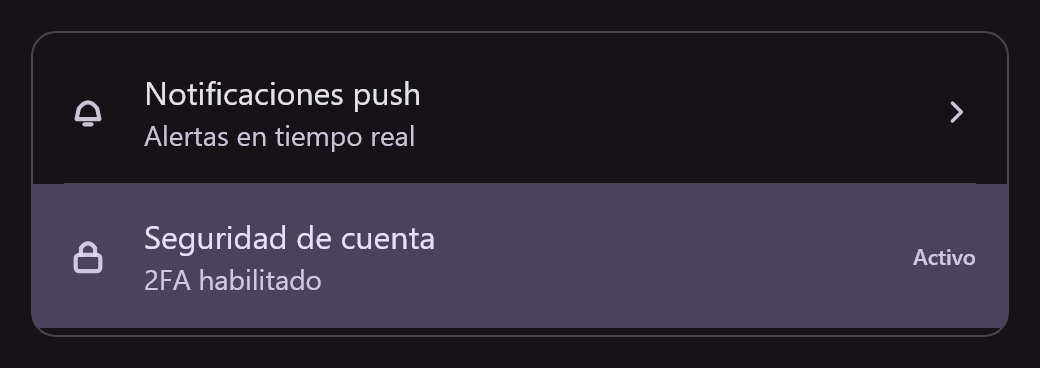 Notificaciones push
Alertas en tiempo real
Seguridad de cuenta
2FA habilitado
Activo